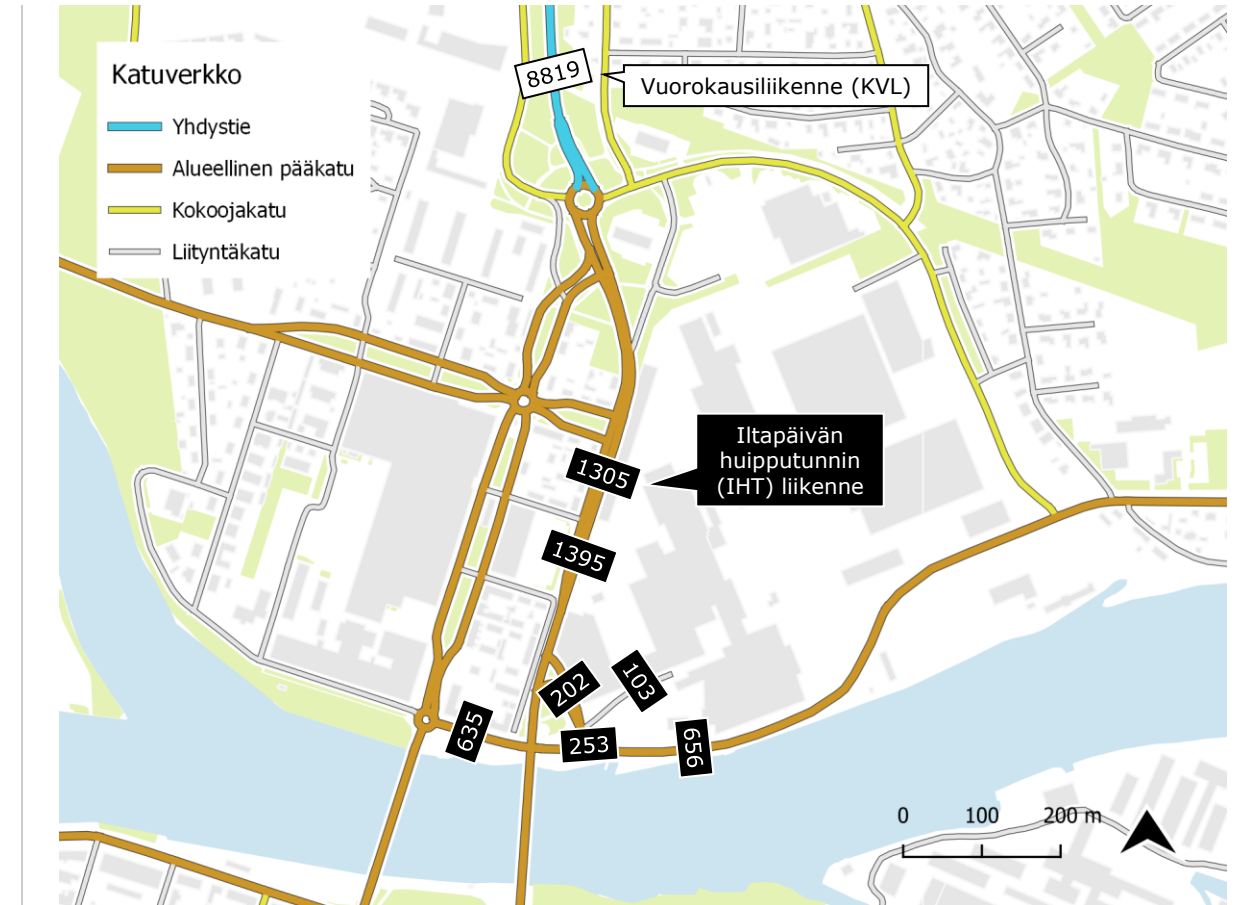 Katuverkko
Yhdystie
Alueellinen pääkatu
Kokoojakatu
Liityntäkatu
8819
Vuorokausiliikenne (KVL)
1305
Iltapäivän
huipputunnin
(IHT) liikenne
1395
202
103
635
253
656
0 100 200 m